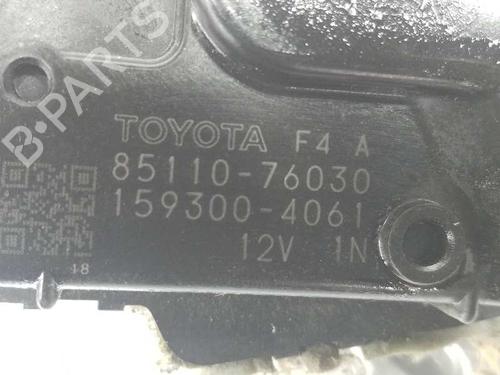 B-PARTS
TOYOTA F4 A
85110-76030
159300-4061
12V 1N
18